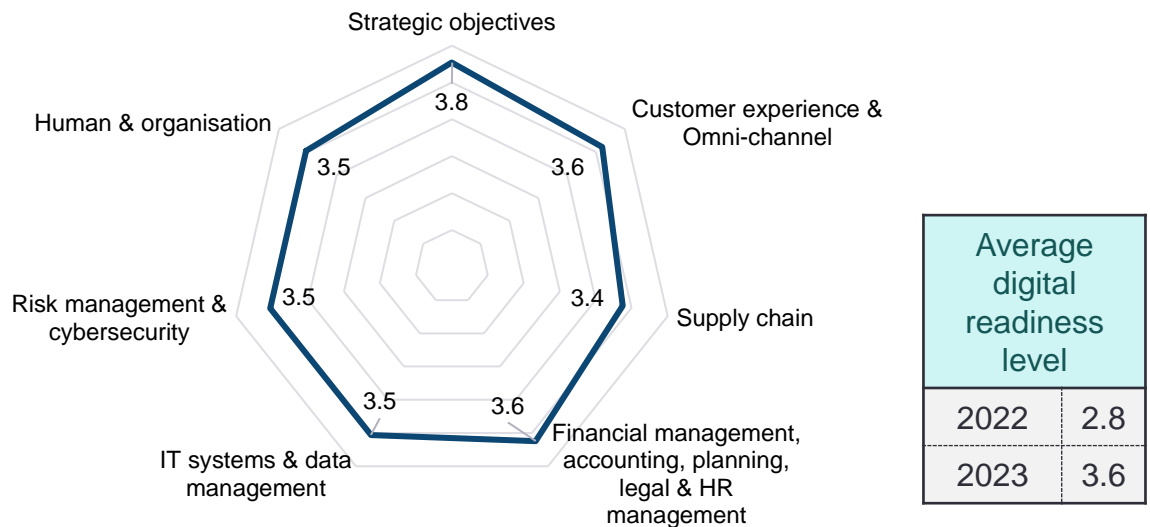 Strategic objectives
3.8
Customer experience &
Omni-channel
3.6
Supply chain
3.4
Financial management,
accounting, planning,
legal & HR
management
3.6
IT systems & data
management
3.5
Risk management &
cybersecurity
3.5
Human & organisation
3.5
Average
digital
readiness
level
2022 2.8
2023 3.6